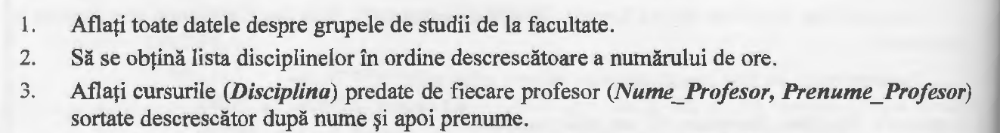 1. Aflați toate datele despre grupele de studii de la facultate.
2. Să se obțină lista disciplinelor în ordine descrescătoare a numărului de ore.
3. Aflați cursurile (Disciplina) predate de fiecare profesor (Nume_Profesor, Prenume_Profesor)
sortate descrescător după nume și apoi prenume.